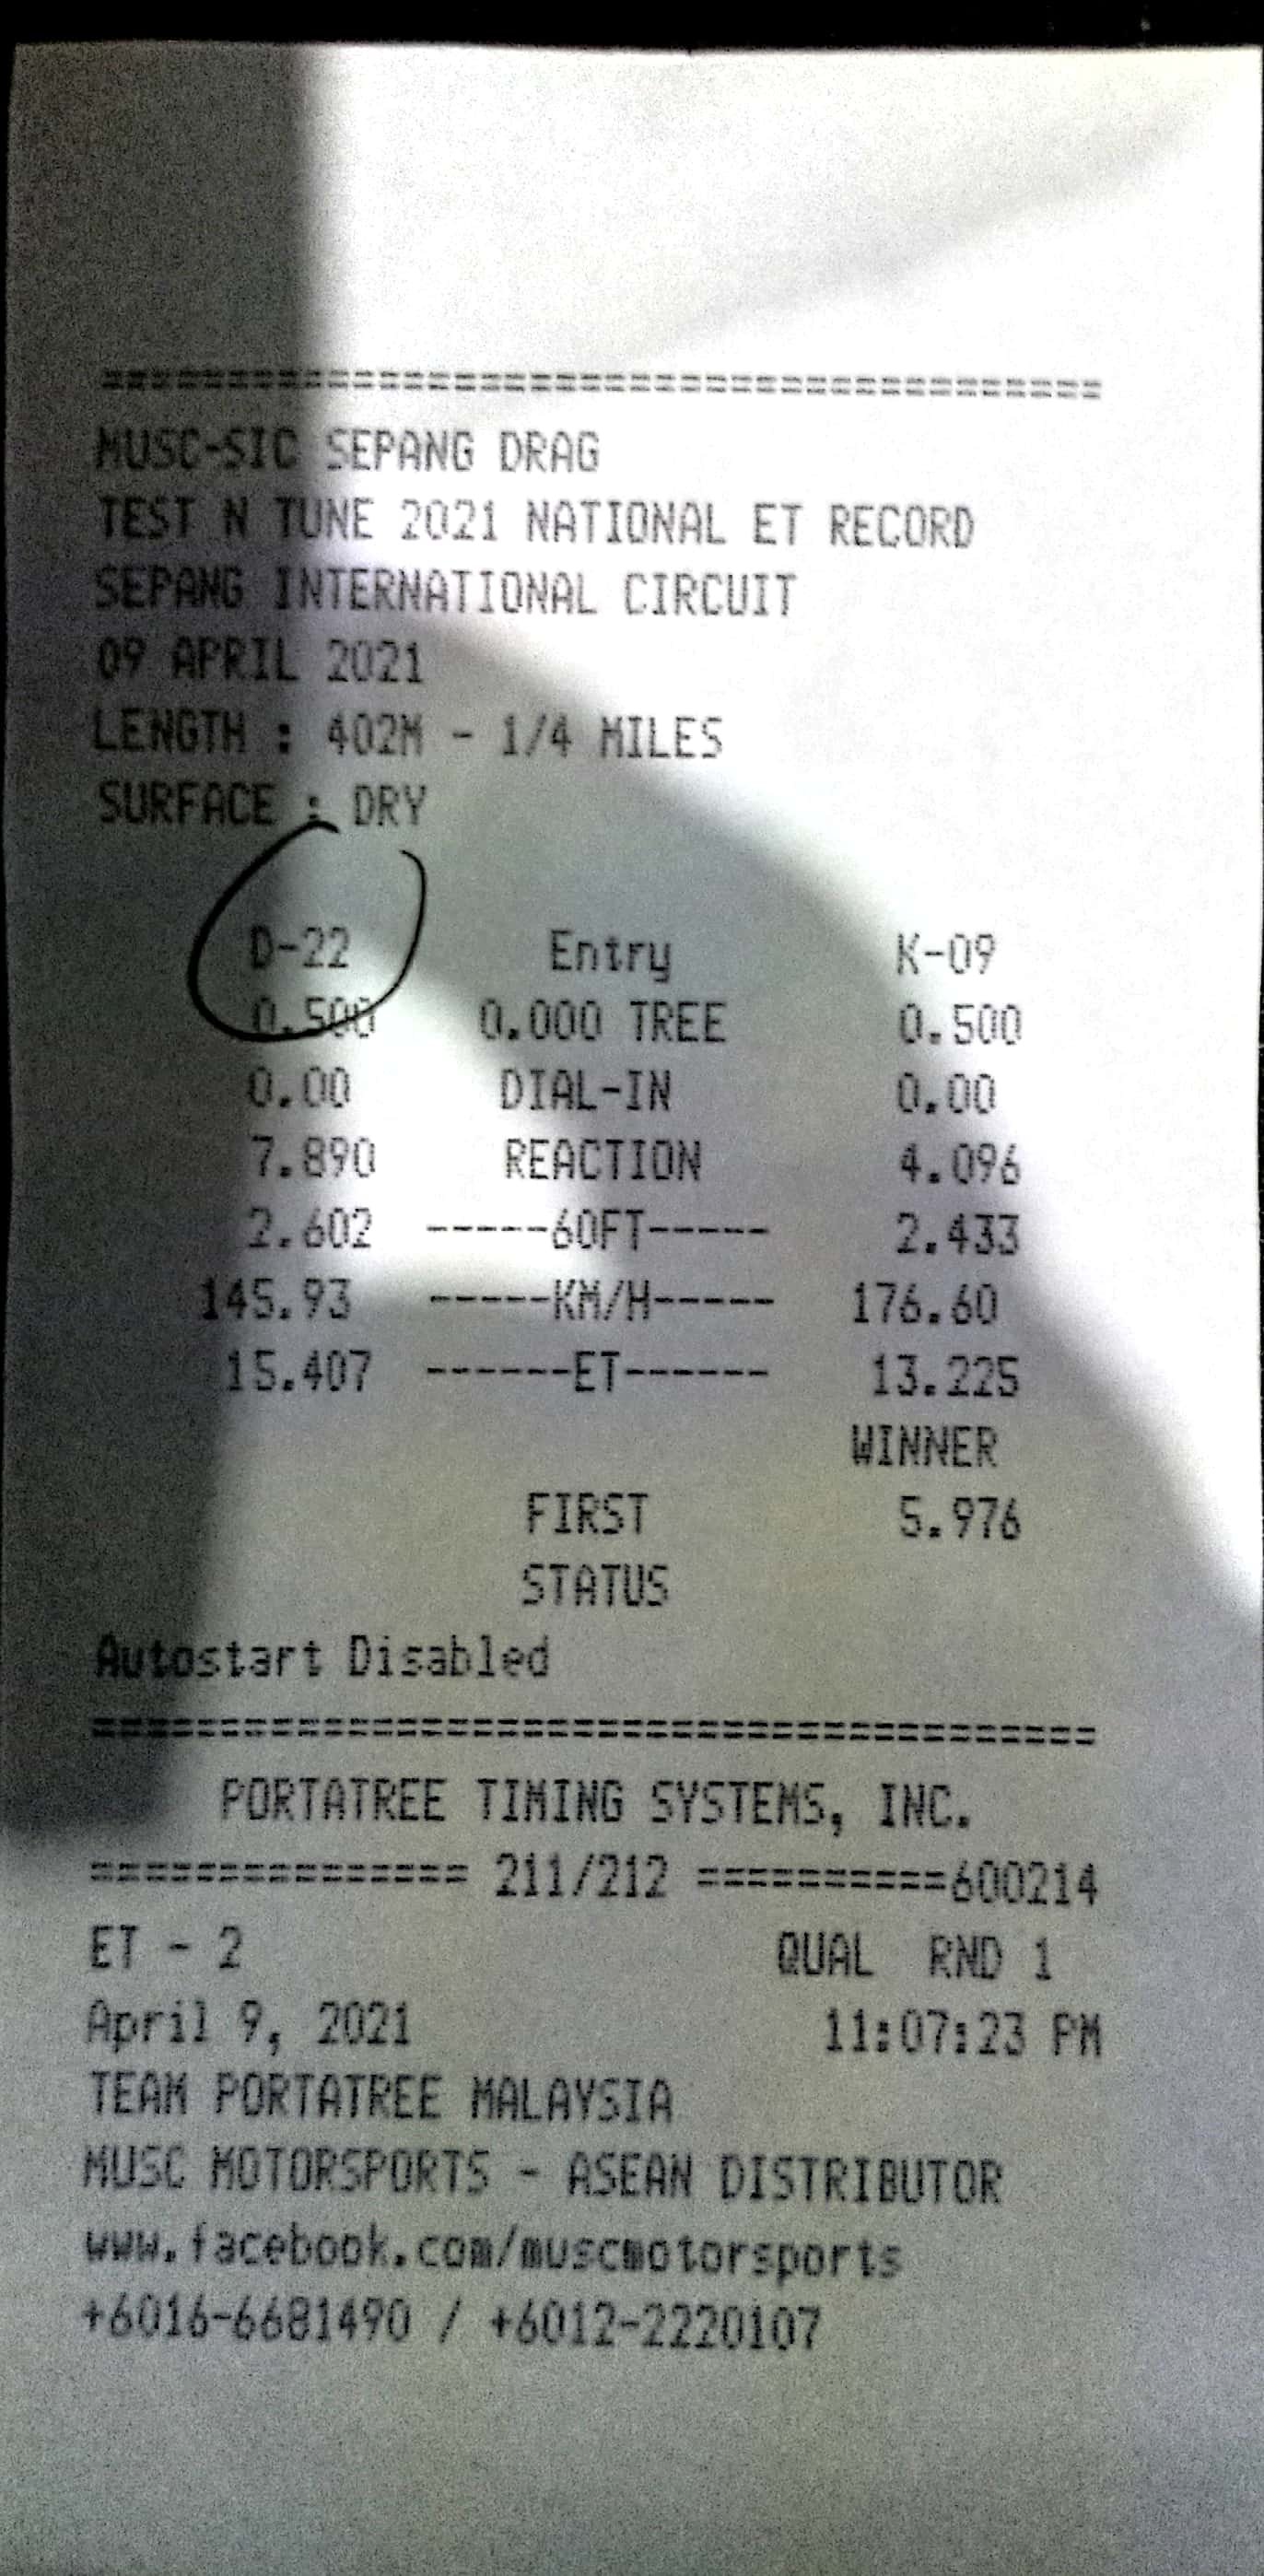 ========================================
MUSC-SIC SEPANG DRAG
TEST N TUNE 2021 NATIONAL ET RECORD
SEPANG INTERNATIONAL CIRCUIT
09 APRIL 2021
LENGTH : 402M - 1/4 MILES
SURFACE : DRY
D-22 Entry K-09
0.500 0.000 TREE 0.500
0.00 DIAL-IN 0.00
7.890 REACTION 4.096
2.602 -----60FT----- 2.433
145.93 -----KM/H----- 176.60
15.407 ------ET------ 13.225
WINNER
FIRST 5.976
STATUS
Autostart Disabled
========================================
PORTATREE TIMING SYSTEMS, INC.
=============== 211/212 ==========600214
ET - 2 QUAL RND 1
April 9, 2021 11:07:23 PM
TEAM PORTATREE MALAYSIA
MUSC MOTORSPORTS - ASEAN DISTRIBUTOR
www.facebook.com/muscmotorsports
+6016-6681490 / +6012-2220107